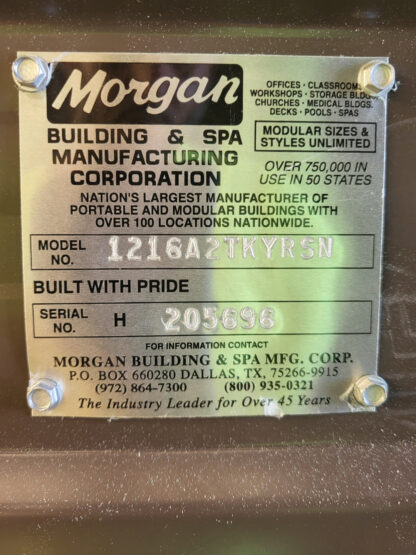 Morgan
OFFICES · CLASSROOMS
WORKSHOPS · STORAGE BLDGS.
CHURCHES · MEDICAL BLDGS.
DECKS · POOLS · SPAS
BUILDING & SPA
MANUFACTURING
CORPORATION
MODULAR SIZES &
STYLES UNLIMITED
OVER 750,000 IN
USE IN 50 STATES
NATION'S LARGEST MANUFACTURER OF
PORTABLE AND MODULAR BUILDINGS WITH
OVER 100 LOCATIONS NATIONWIDE.
MODEL NO. 1216A2TKYRSN
BUILT WITH PRIDE
SERIAL NO. H 205696
FOR INFORMATION CONTACT
MORGAN BUILDING & SPA MFG. CORP.
P.O. BOX 660280 DALLAS, TX, 75266-9915
(972) 864-7300 (800) 935-0321
The Industry Leader for Over 45 Years